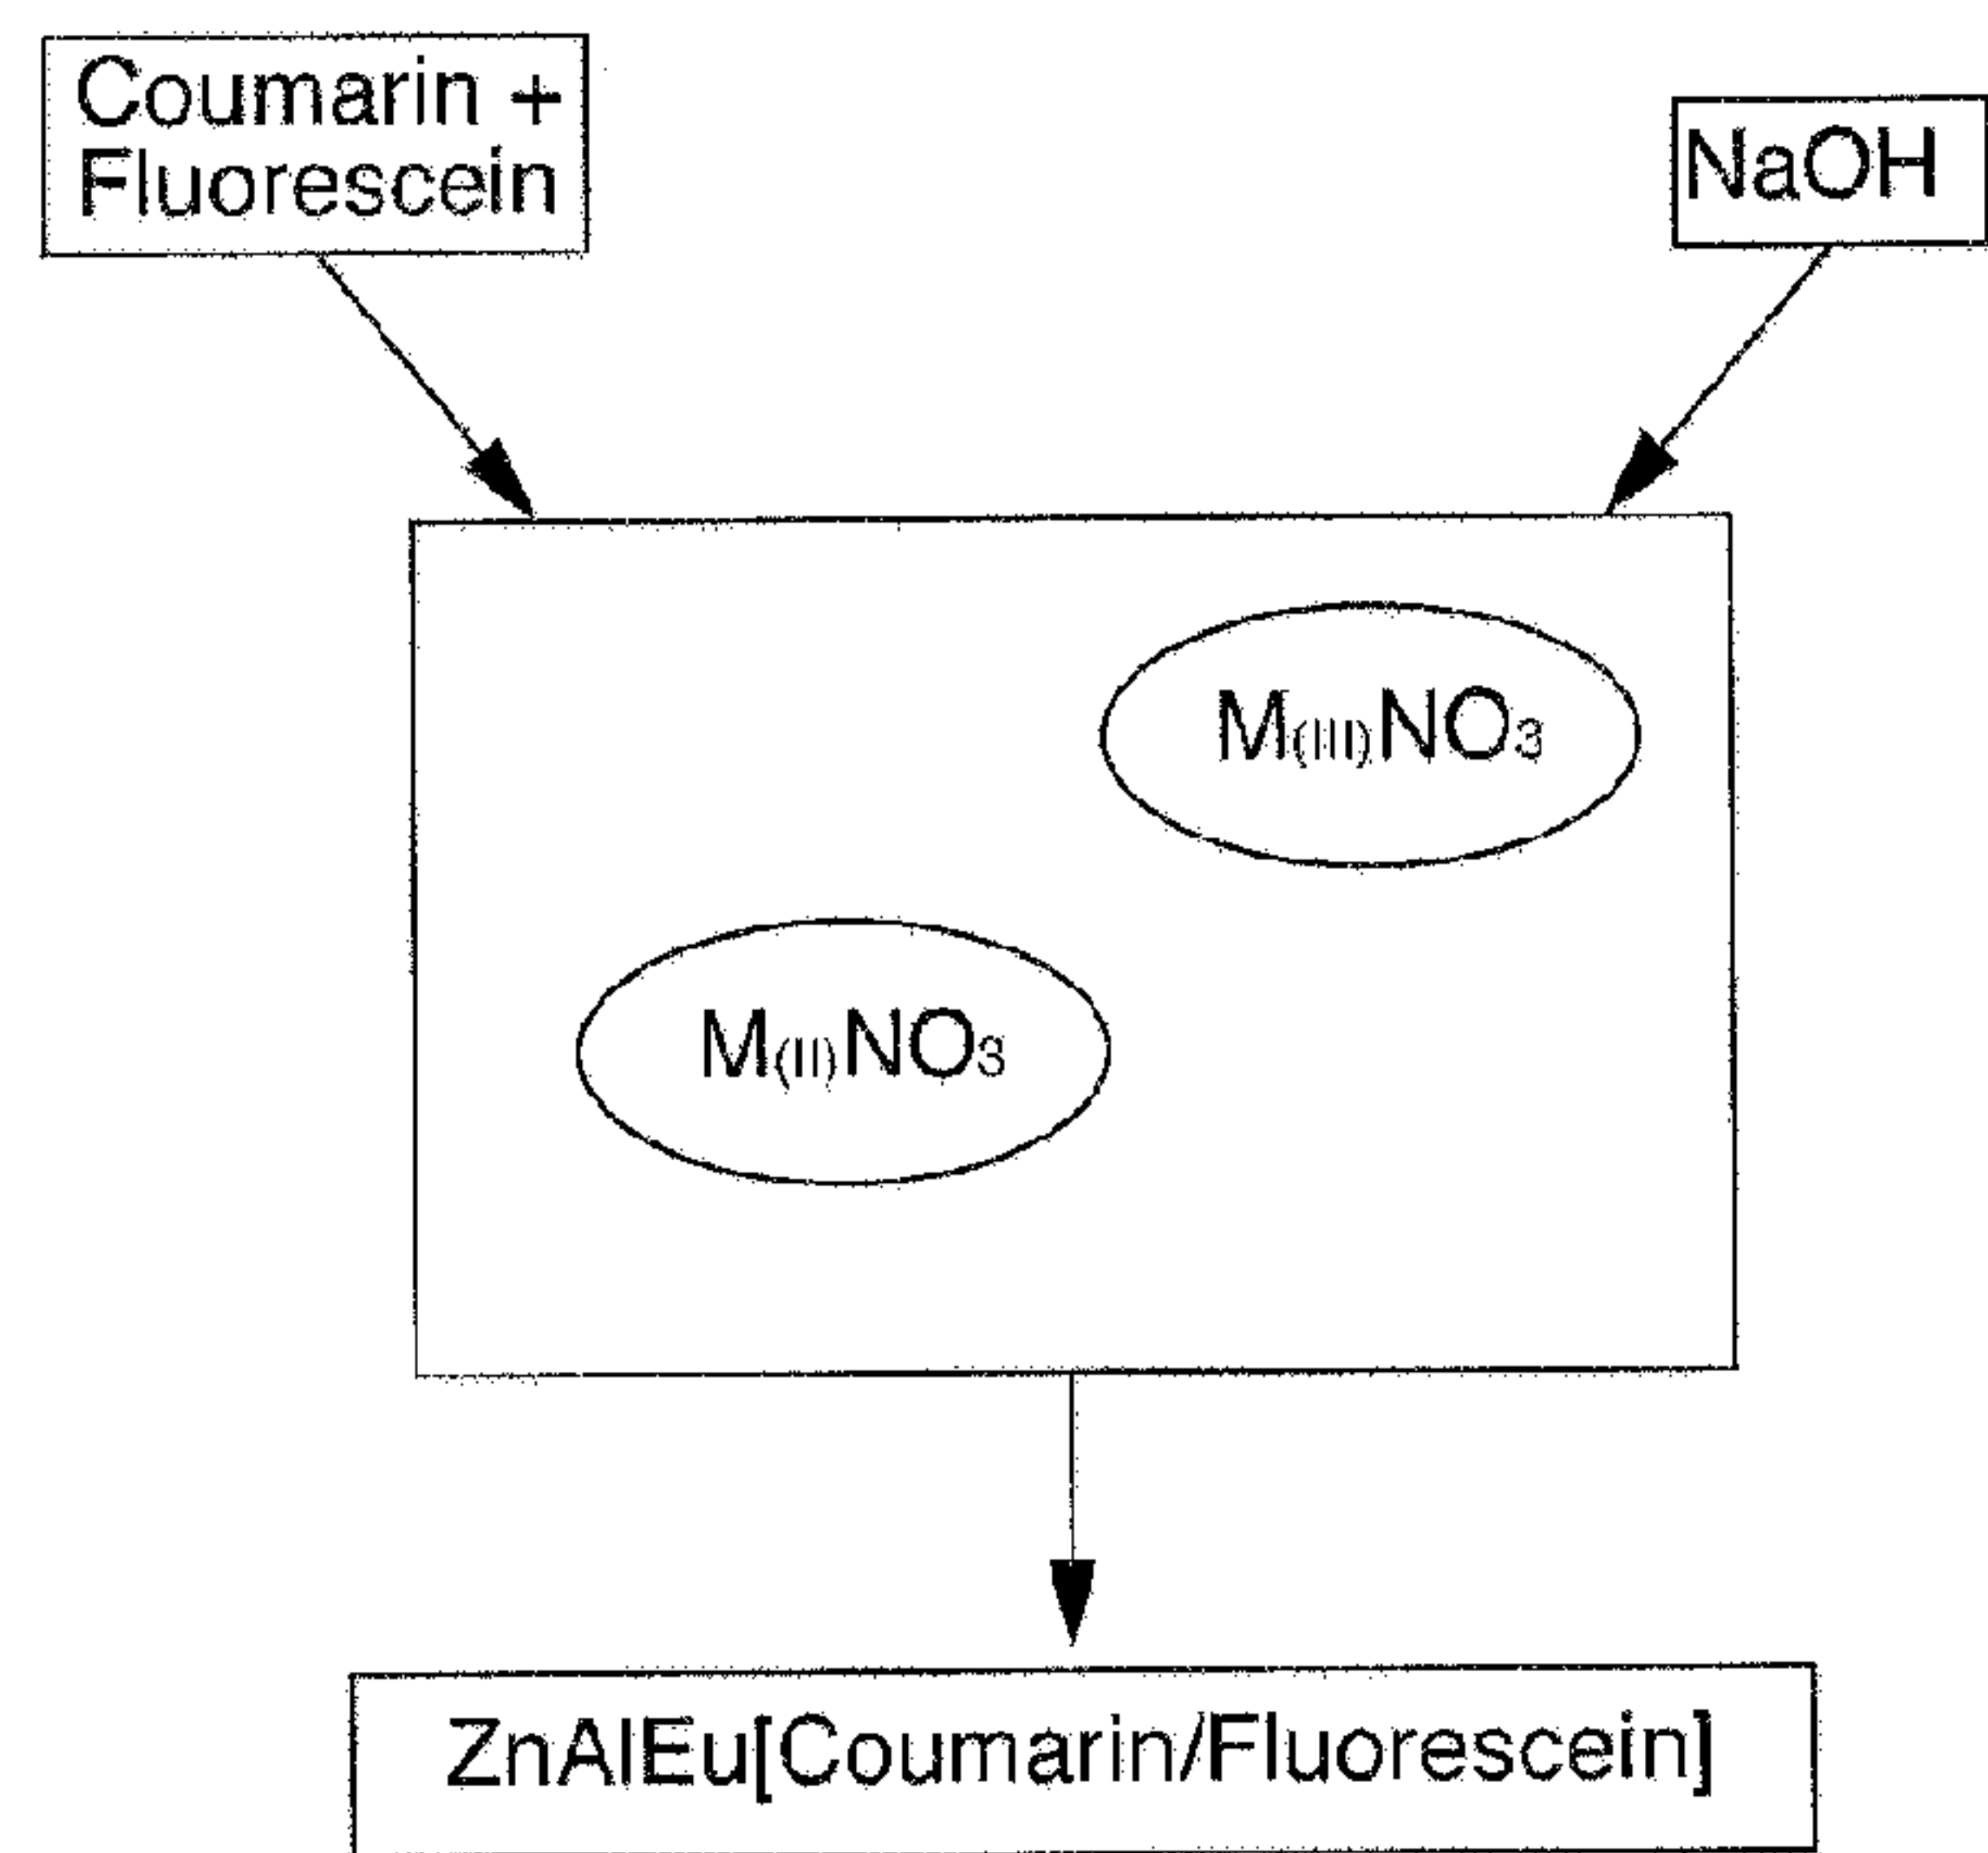 Coumarin +
Fluorescein
NaOH
M(III)NO3
M(II)NO3
ZnAlEu[Coumarin/Fluorescein]